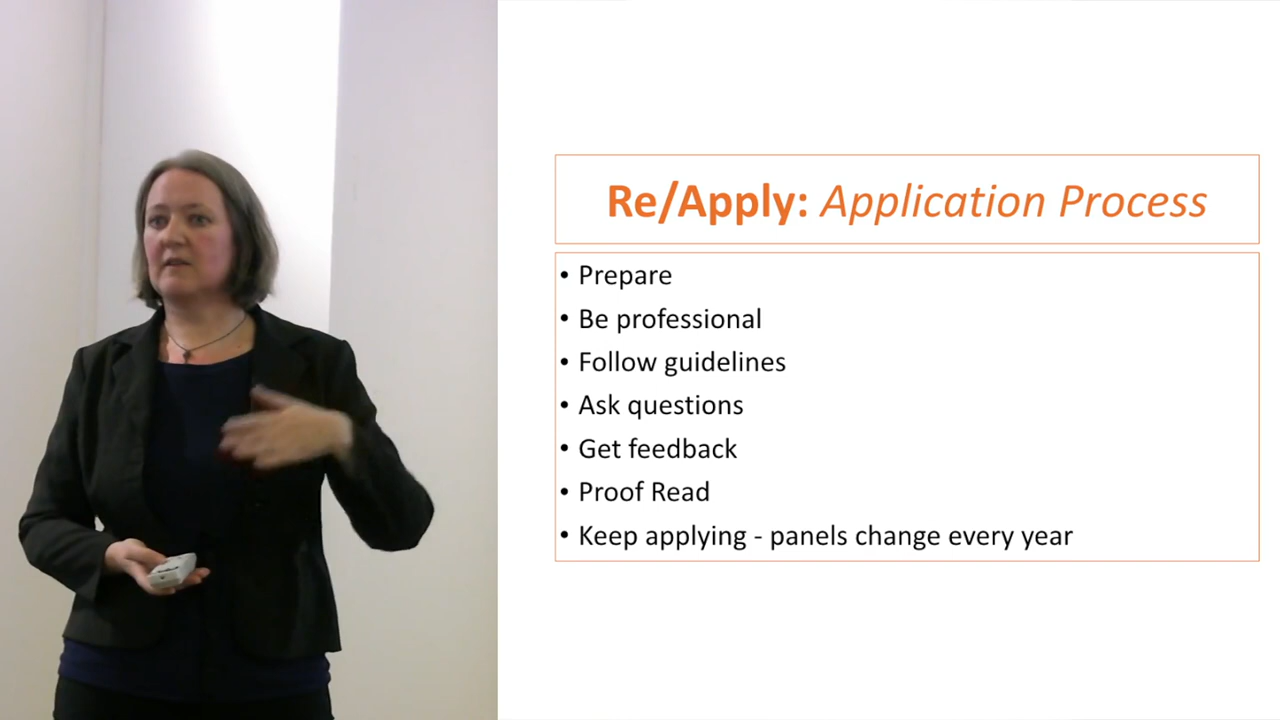 Re/Apply: Application Process
• Prepare
• Be professional
• Follow guidelines
• Ask questions
• Get feedback
• Proof Read
• Keep applying - panels change every year